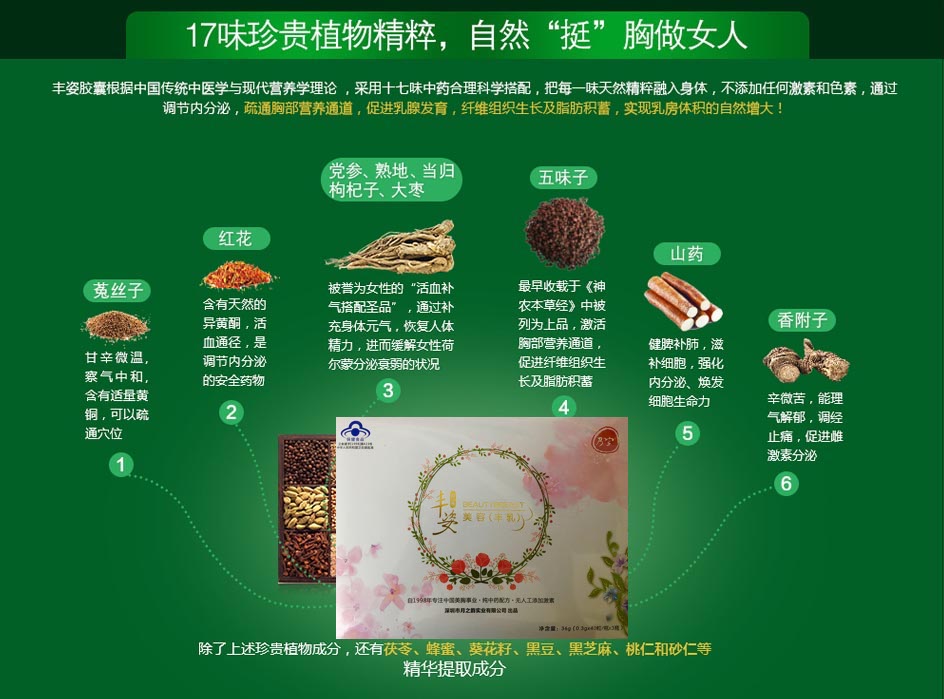 17味珍贵植物精粹，自然“挺”胸做女人
丰姿胶囊根据中国传统中医学与现代营养学理论，采用十七味中药合理科学搭配，把每一味天然精粹融入身体，不添加任何激素和色素，通过
调节内分泌，疏通胸部营养通道，促进乳腺发育，纤维组织生长及脂肪积蓄，实现乳房体积的自然增大！
菟丝子
甘辛微温，
察气中和，
含有适量黄
铜，可以疏
通穴位
1
红花
含有天然的
异黄酮，活
血通径，是
调节内分泌
的安全药物
2
党参、熟地、当归
枸杞子、大枣
被誉为女性的“活血补
气搭配圣品”，通过补
充身体元气，恢复人体
精力，进而缓解女性荷
尔蒙分泌衰弱的状况
3
五味子
最早收载于《神
农本草经》中被
列为上品，激活
胸部营养通道，
促进纤维组织生
长及脂肪积蓄
4
山药
健脾补肺，滋
补细胞，强化
内分泌、焕发
细胞生命力
5
香附子
辛微苦，能理
气解郁，调经
止痛，促进雌
激素分泌
6
保健食品
丰姿
BEAUTY
美容（丰乳）
自1998年专注中国美胸事业·纯中药配方·无人工添加激素
深圳市月之韵实业有限公司 出品
除了上述珍贵植物成分，还有茯苓、蜂蜜、葵花籽、黑豆、黑芝麻、桃仁和砂仁等
精华提取成分